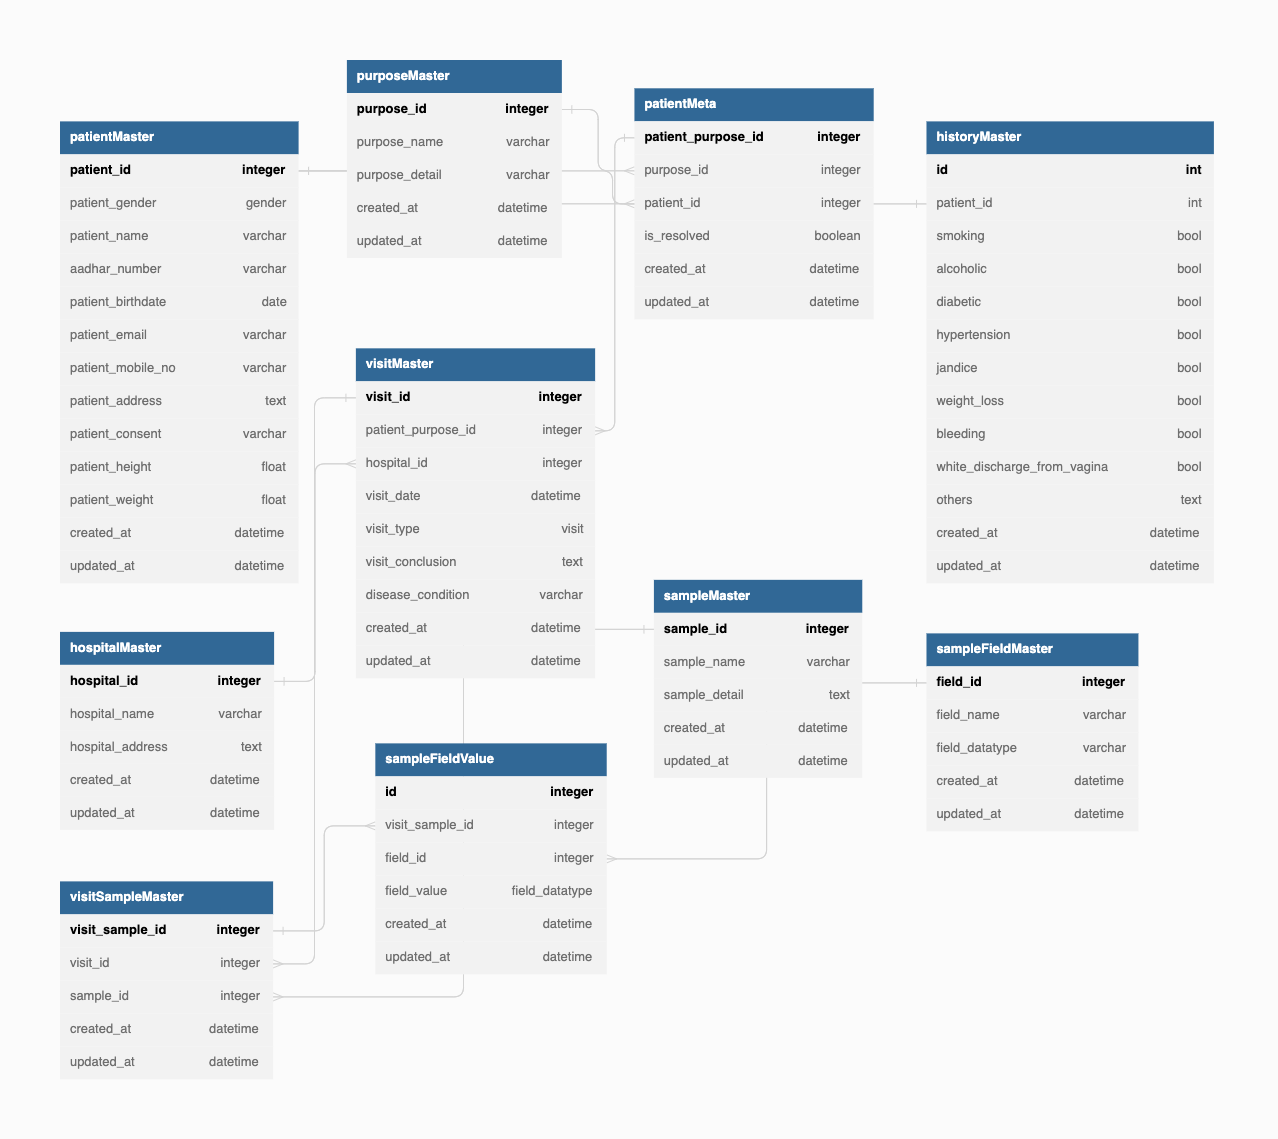 purposeMaster
purpose_id integer
purpose_name varchar
purpose_detail varchar
created_at datetime
updated_at datetime
patientMeta
patient_purpose_id integer
purpose_id integer
patient_id integer
is_resolved boolean
created_at datetime
updated_at datetime
patientMaster
patient_id integer
patient_gender gender
patient_name varchar
aadhar_number varchar
patient_birthdate date
patient_email varchar
patient_mobile_no varchar
patient_address text
patient_consent varchar
patient_height float
patient_weight float
created_at datetime
updated_at datetime
historyMaster
id int
patient_id int
smoking bool
alcoholic bool
diabetic bool
hypertension bool
jandice bool
weight_loss bool
bleeding bool
white_discharge_from_vagina bool
others text
created_at datetime
updated_at datetime
visitMaster
visit_id integer
patient_purpose_id integer
hospital_id integer
visit_date datetime
visit_type visit
visit_conclusion text
disease_condition varchar
created_at datetime
updated_at datetime
sampleMaster
sample_id integer
sample_name varchar
sample_detail text
created_at datetime
updated_at datetime
hospitalMaster
hospital_id integer
hospital_name varchar
hospital_address text
created_at datetime
updated_at datetime
sampleFieldMaster
field_id integer
field_name varchar
field_datatype varchar
created_at datetime
updated_at datetime
sampleFieldValue
id integer
visit_sample_id integer
field_id integer
field_value field_datatype
created_at datetime
updated_at datetime
visitSampleMaster
visit_sample_id integer
visit_id integer
sample_id integer
created_at datetime
updated_at datetime